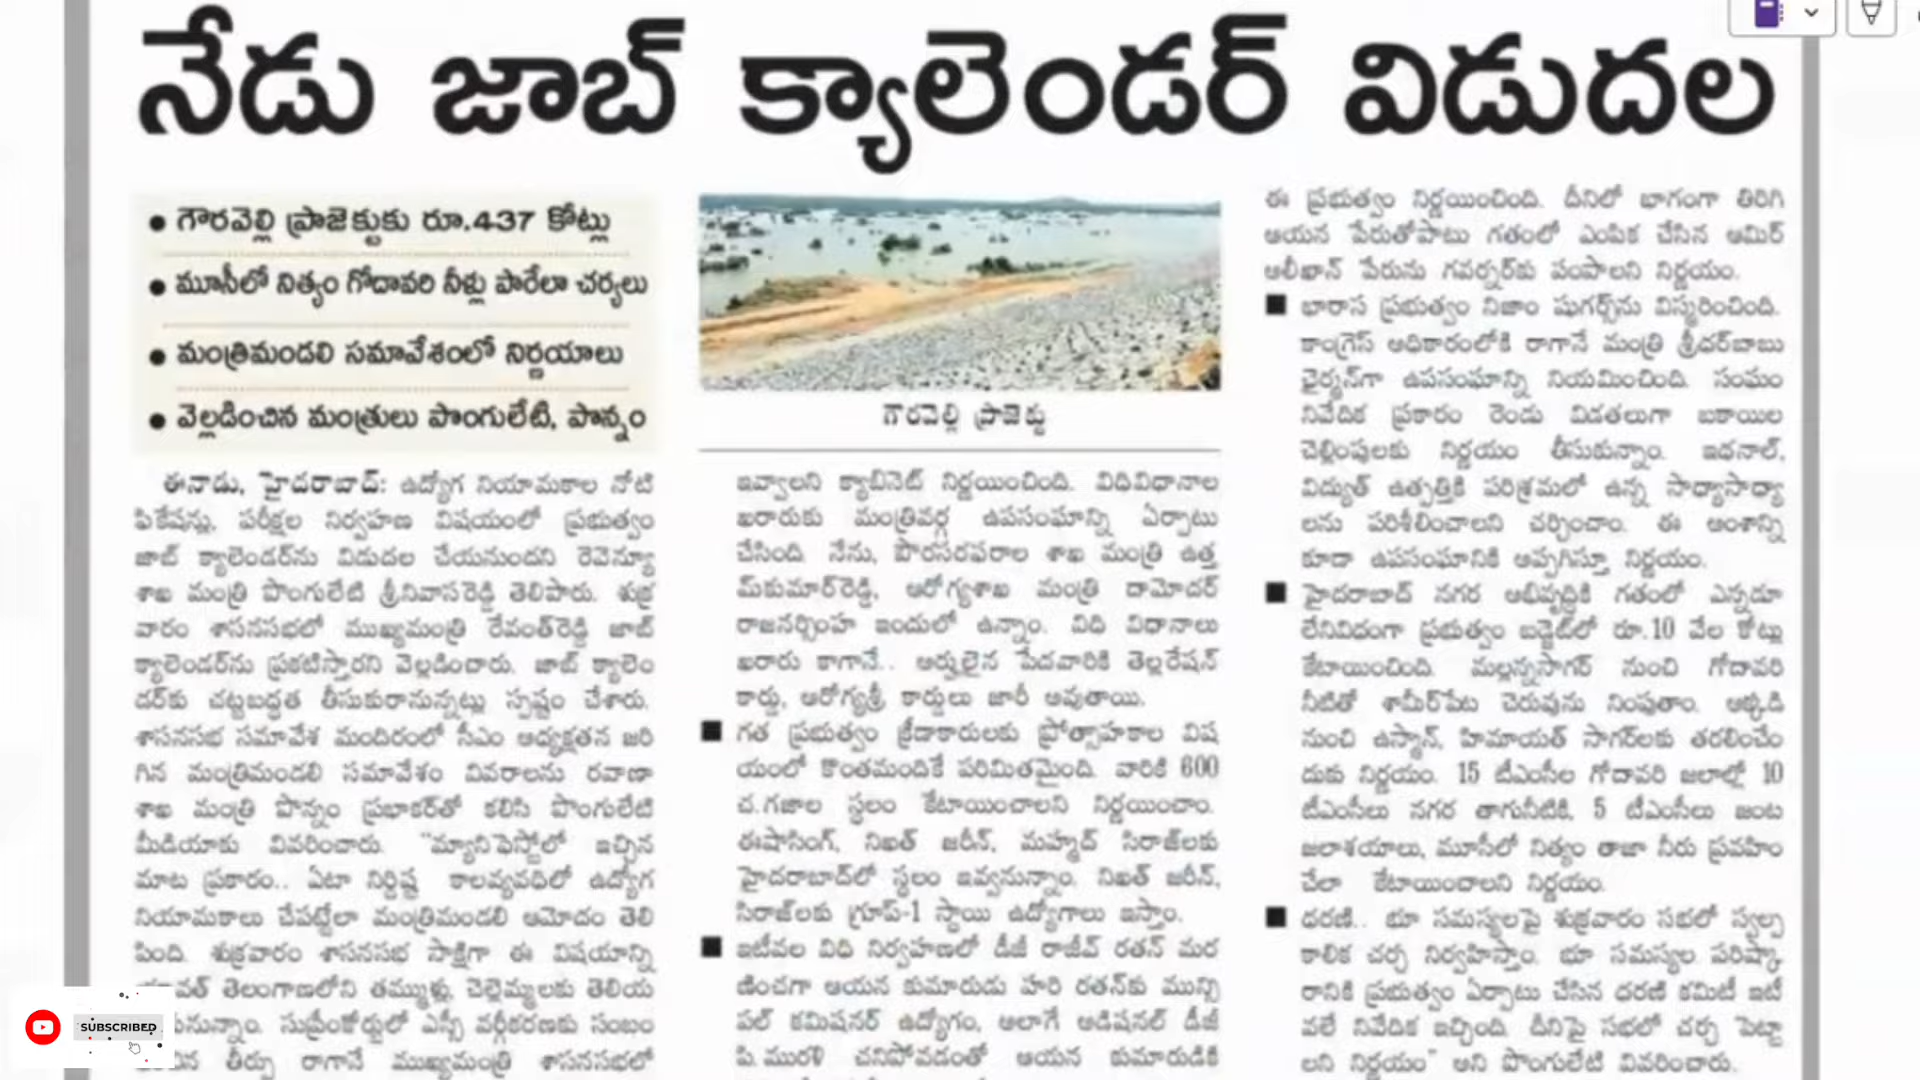 నేడు జాబ్ క్యాలెండర్ విడుదల
● గౌరవెల్లి ప్రాజెక్టుకు రూ.437 కోట్లు
● మూసీలో నిత్యం గోదావరి నీళ్లు పారేలా చర్యలు
● మంత్రిమండలి సమావేశంలో నిర్ణయాలు
● వెల్లడించిన మంత్రులు పొంగులేటి, పొన్నం
ఈనాడు, హైదరాబాద్: ఉద్యోగ నియామకాల నోటి
ఫికేషన్లు, పరీక్షల నిర్వహణ విషయంలో ప్రభుత్వం
జాబ్ క్యాలెండర్‌ను విడుదల చేయనుందని రెవెన్యూ
శాఖ మంత్రి పొంగులేటి శ్రీనివాసరెడ్డి తెలిపారు. శుక్ర
వారం శాసనసభలో ముఖ్యమంత్రి రేవంత్‌రెడ్డి జాబ్
క్యాలెండర్‌ను ప్రకటిస్తారని వెల్లడించారు. జాబ్ క్యాలెం
డర్‌కు చట్టబద్ధత తీసుకురానున్నట్లు స్పష్టం చేశారు.
శాసనసభ సమావేశ మందిరంలో సీఎం అధ్యక్షతన జరి
గిన మంత్రిమండలి సమావేశం వివరాలను రవాణా
శాఖ మంత్రి పొన్నం ప్రభాకర్‌తో కలిసి పొంగులేటి
మీడియాకు వివరించారు. ''మ్యానిఫెస్టోలో ఇచ్చిన
మాట ప్రకారం.. ఏటా నిర్దిష్ట కాలవ్యవధిలో ఉద్యోగ
నియామకాలు చేపట్టేలా మంత్రిమండలి ఆమోదం తెలి
పింది. శుక్రవారం శాసనసభ సాక్షిగా ఈ విషయాన్ని
తెలంగాణలోని తమ్ముళ్లు, చెల్లెమ్మలకు తెలియ
సుప్రీంకోర్టులో ఎస్సీ వర్గీకరణకు సంబం
తీర్పు రాగానే ముఖ్యమంత్రి శాసనసభలో
గౌరవెల్లి ప్రాజెక్టు
ఇవ్వాలని క్యాబినెట్ నిర్ణయించింది. విధివిధానాల
ఖరారుకు మంత్రివర్గ ఉపసంఘాన్ని ఏర్పాటు
చేసింది. నేను, పౌరసరఫరాల శాఖ మంత్రి ఉత్త
మ్‌కుమార్‌రెడ్డి, ఆరోగ్యశాఖ మంత్రి దామోదర్
రాజనర్సింహ ఇందులో ఉన్నాం. విధి విధానాలు
ఖరారు కాగానే.. అర్హులైన పేదవారికి తెల్లరేషన్
కార్డు, ఆరోగ్యశ్రీ కార్డులు జారీ అవుతాయి.
■ గత ప్రభుత్వం క్రీడాకారులకు ప్రోత్సాహకాల విష
యంలో కొంతమందికే పరిమితమైంది. వారికి 600
చ.గజాల స్థలం కేటాయించాలని నిర్ణయించాం.
ఈషాసింగ్, నిఖత్ జరీన్, మహ్మద్ సిరాజ్‌లకు
హైదరాబాద్‌లో స్థలం ఇవ్వనున్నాం. నిఖత్ జరీన్,
సిరాజ్‌లకు గ్రూప్-1 స్థాయి ఉద్యోగాలు ఇస్తాం.
■ ఇటీవల విధి నిర్వహణలో డీజీ రాజీవ్ రతన్ మర
ణించగా ఆయన కుమారుడు హరి రతన్‌కు మున్సి
పల్ కమిషనర్ ఉద్యోగం, అలాగే అడిషనల్ డీజీ
పి.మురళి చనిపోవడంతో ఆయన కుమారుడికి
ఈ ప్రభుత్వం నిర్ణయించింది. దీనిలో భాగంగా తిరిగి
ఆయన పేరుతోపాటు గతంలో ఎంపిక చేసిన ఆమిర్
అలీఖాన్ పేరును గవర్నర్‌కు పంపాలని నిర్ణయం.
■ భారాస ప్రభుత్వం నిజాం షుగర్స్‌ను విస్మరించింది.
కాంగ్రెస్ అధికారంలోకి రాగానే మంత్రి శ్రీధర్‌బాబు
ఛైర్మన్‌గా ఉపసంఘాన్ని నియమించింది. సంఘం
నివేదిక ప్రకారం రెండు విడతలుగా బకాయిల
చెల్లింపులకు నిర్ణయం తీసుకున్నాం. ఇథనాల్,
విద్యుత్ ఉత్పత్తికి పరిశ్రమలో ఉన్న సాధ్యాసాధ్యా
లను పరిశీలించాలని చర్చించాం. ఈ అంశాన్ని
కూడా ఉపసంఘానికి అప్పగిస్తూ నిర్ణయం.
■ హైదరాబాద్ నగర అభివృద్ధికి గతంలో ఎన్నడూ
లేనివిధంగా ప్రభుత్వం బడ్జెట్‌లో రూ.10 వేల కోట్లు
కేటాయించింది. మల్లన్నసాగర్ నుంచి గోదావరి
నీటితో శామీర్‌పేట చెరువును నింపుతాం. అక్కడి
నుంచి ఉస్మాన్, హిమాయత్ సాగర్‌లకు తరలించేం
దుకు నిర్ణయం. 15 టీఎంసీల గోదావరి జలాల్లో 10
టీఎంసీలు నగర తాగునీటికి, 5 టీఎంసీలు జంట
జలాశయాలు, మూసీలో నిత్యం తాజా నీరు ప్రవహిం
చేలా కేటాయించాలని నిర్ణయం.
■ ధరణి.. భూ సమస్యలపై శుక్రవారం సభలో స్వల్ప
కాలిక చర్చ నిర్వహిస్తాం. భూ సమస్యల పరిష్కా
రానికి ప్రభుత్వం ఏర్పాటు చేసిన ధరణి కమిటీ ఇటీ
వలే నివేదిక ఇచ్చింది. దీనిపై సభలో చర్చ పెట్టా
లని నిర్ణయం'' అని పొంగులేటి వివరించారు.
SUBSCRIBED